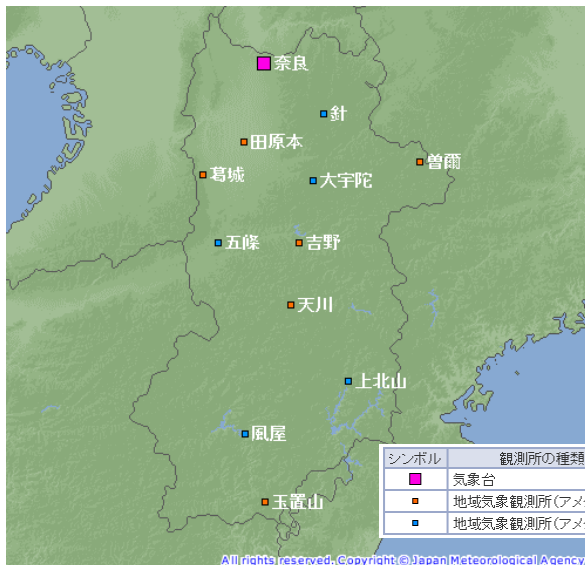 奈良
針
田原本
曽爾
葛城
大宇陀
五條
吉野
天川
上北山
風屋
玉置山
シンボル 観測所の種類
気象台
地域気象観測所(アメ
地域気象観測所(アメ
All rights reserved. Copyright © Japan Meteorological Agency